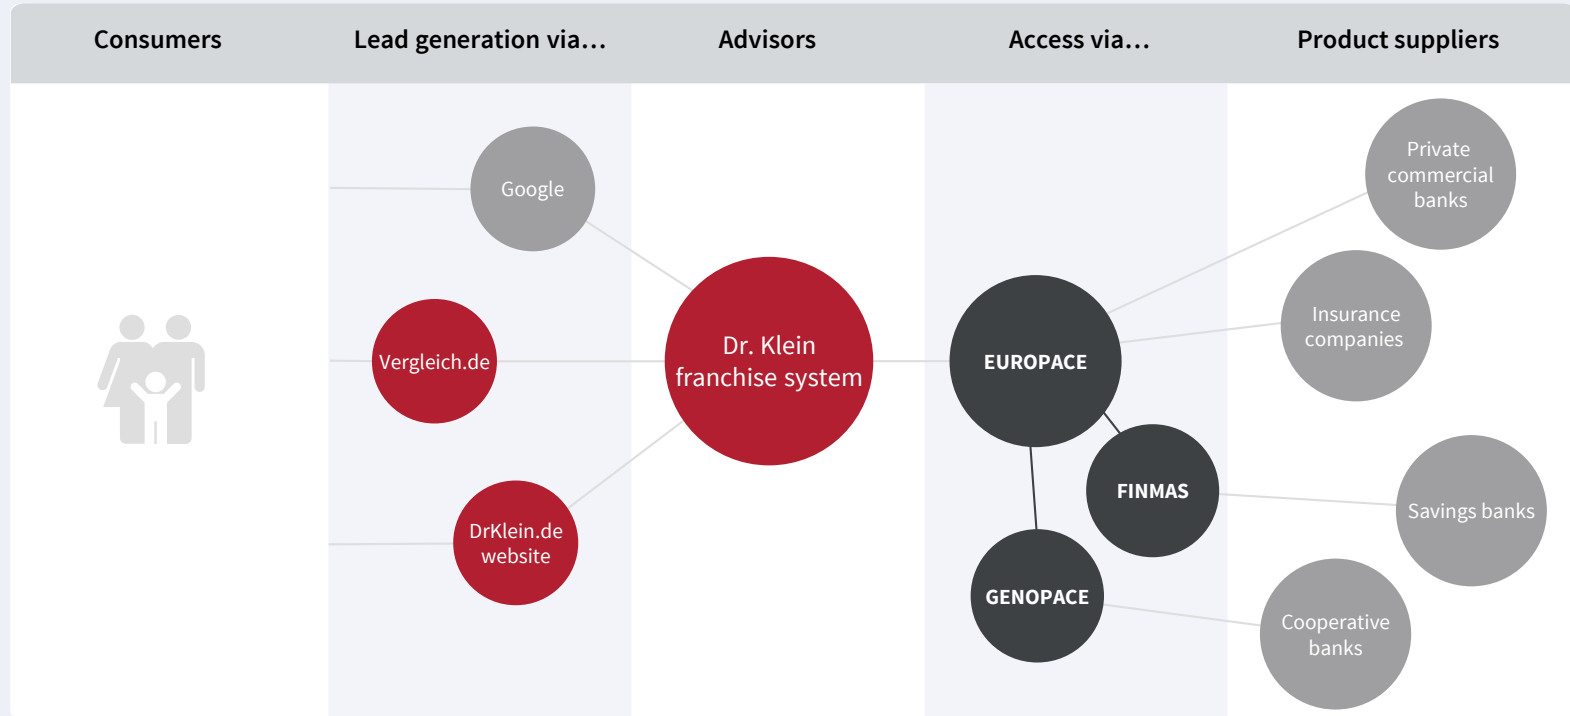 Consumers
Lead generation via…
Advisors
Access via…
Product suppliers
Google
Vergleich.de
DrKlein.de
website
Dr. Klein
franchise system
EUROPACE
FINMAS
GENOPACE
Private
commercial
banks
Insurance
companies
Savings banks
Cooperative
banks